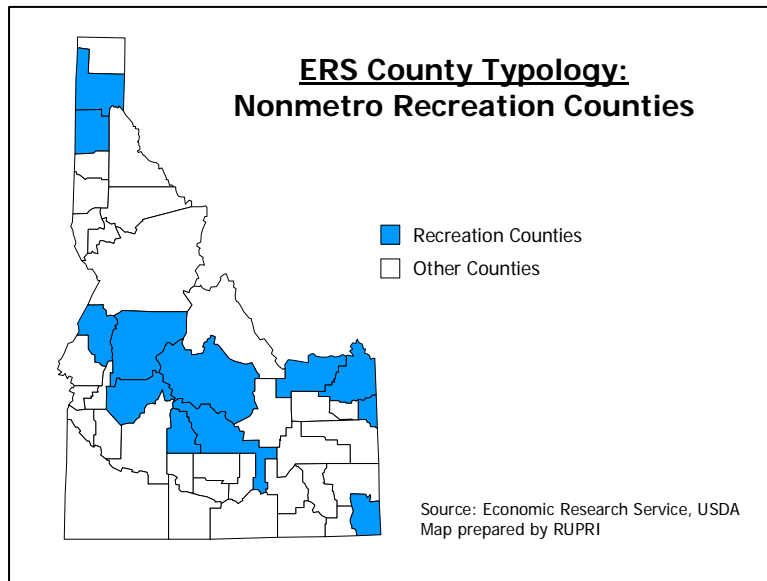 ERS County Typology:
Nonmetro Recreation Counties
Recreation Counties
Other Counties
Source: Economic Research Service, USDA
Map prepared by RUPRI